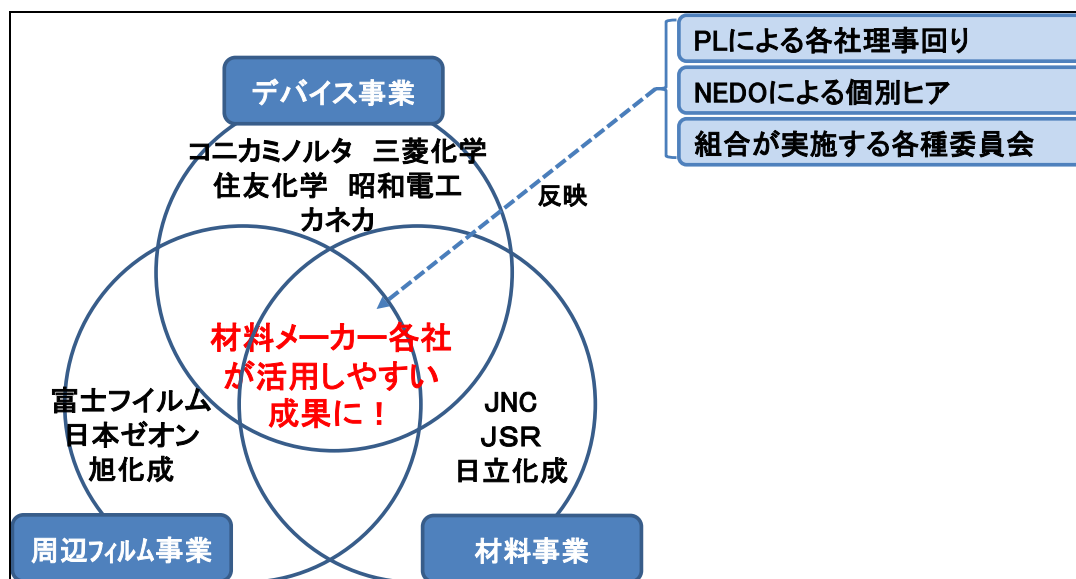 PLによる各社理事回り
NEDOによる個別ヒア
組合が実施する各種委員会
デバイス事業
コニカミノルタ 三菱化学
住友化学 昭和電工
カネカ
反映
材料メーカー各社
が活用しやすい
成果に！
富士フイルム
日本ゼオン
旭化成
JNC
JSR
日立化成
周辺フィルム事業
材料事業